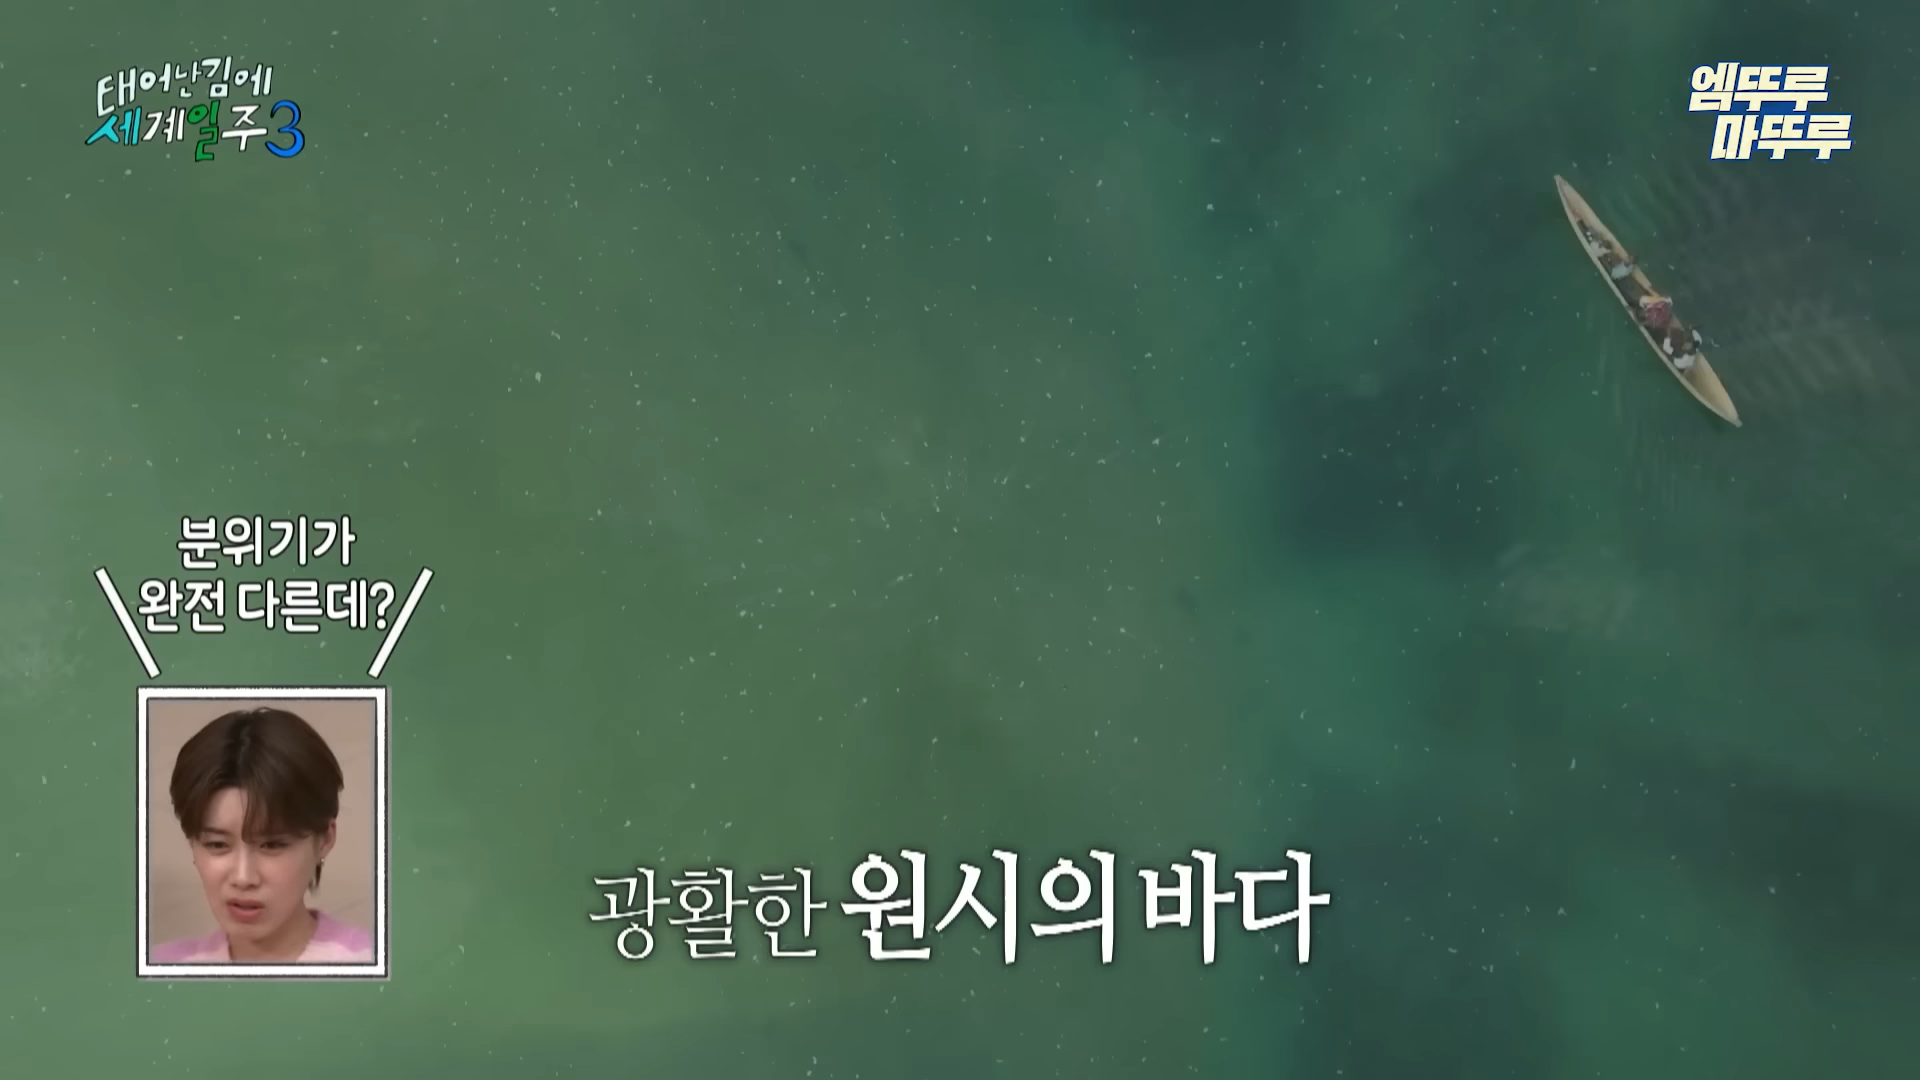 태어난김에
세계일주3
엠뚜루
마뚜루
분위기가
완전 다른데?
광활한 원시의 바다